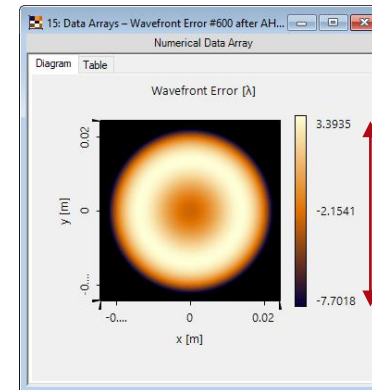 15: Data Arrays – Wavefront Error #600 after AH...
Numerical Data Array
Diagram Table
Wavefront Error [λ]
3.3935
0.02
y [m]
0
-2.1541
-0....
-7.7018
-0.... 0 0.02
x [m]